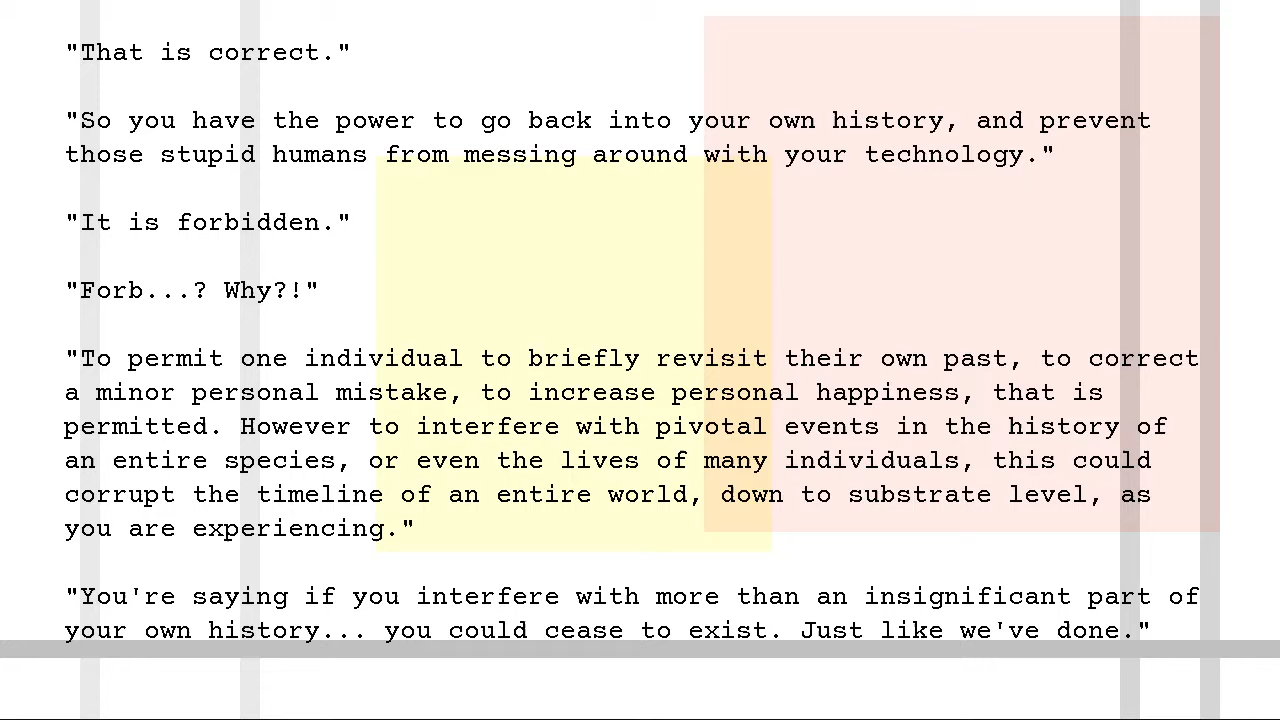 "That is correct."
"So you have the power to go back into your own history, and prevent
those stupid humans from messing around with your technology."
"It is forbidden."
"Forb...? Why?!"
"To permit one individual to briefly revisit their own past, to correct
a minor personal mistake, to increase personal happiness, that is
permitted. However to interfere with pivotal events in the history of
an entire species, or even the lives of many individuals, this could
corrupt the timeline of an entire world, down to substrate level, as
you are experiencing."
"You're saying if you interfere with more than an insignificant part of
your own history... you could cease to exist. Just like we've done."